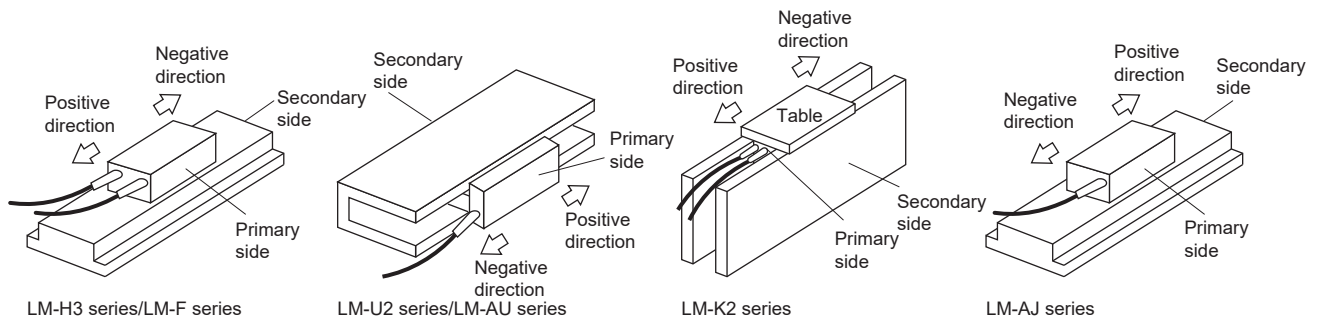 Negative
direction
Positive
direction
Secondary
side
Primary
side
LM-H3 series/LM-F series
Secondary
side
Primary
side
Positive
direction
Negative
direction
LM-U2 series/LM-AU series
Negative
direction
Positive
direction
Table
Secondary
side
Primary
side
LM-K2 series
Positive
direction
Negative
direction
Secondary
side
Primary
side
LM-AJ series